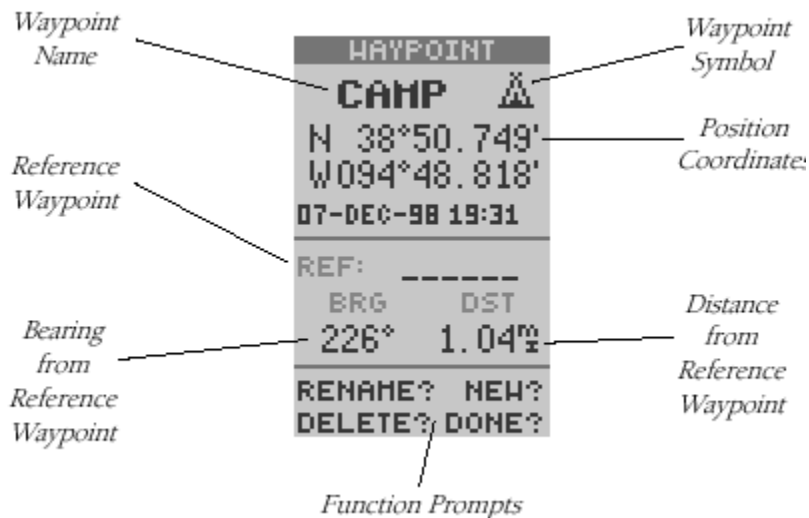 Waypoint
Name
Waypoint
Symbol
WAYPOINT
CAMP
N 38°50.749'
W094°48.818'
Position
Coordinates
07-DEC-98 19:31
Reference
Waypoint
REF: ______
BRG DST
226° 1.04mi
Bearing
from
Reference
Waypoint
Distance
from
Reference
Waypoint
RENAME? NEW?
DELETE? DONE?
Function Prompts